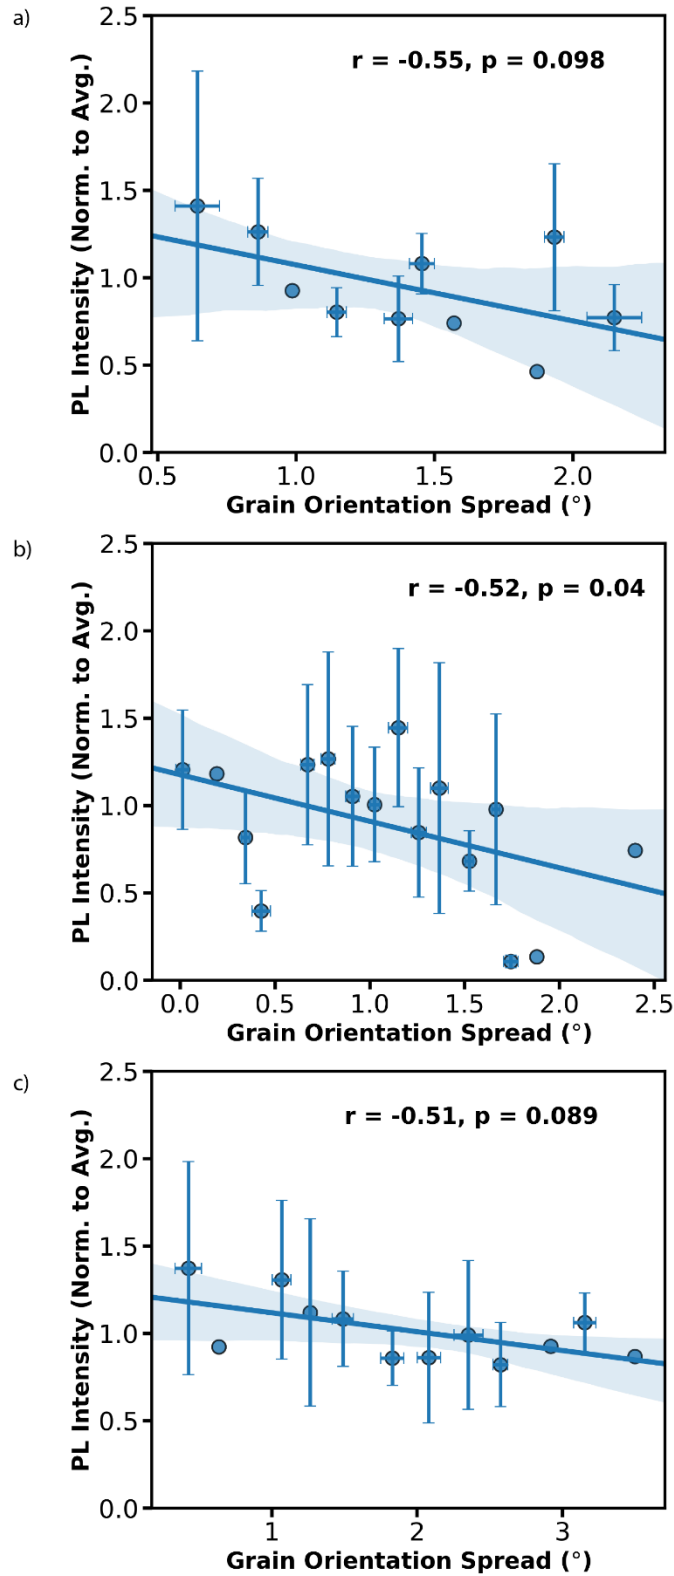 a)
2.5
r = -0.55, p = 0.098
2.0
1.5
1.0
0.5
0.0
PL Intensity (Norm. to Avg.)
0.5 1.0 1.5 2.0
Grain Orientation Spread (°)
b)
2.5
r = -0.52, p = 0.04
2.0
1.5
1.0
0.5
0.0
PL Intensity (Norm. to Avg.)
0.0 0.5 1.0 1.5 2.0 2.5
Grain Orientation Spread (°)
c)
2.5
r = -0.51, p = 0.089
2.0
1.5
1.0
0.5
0.0
PL Intensity (Norm. to Avg.)
1 2 3
Grain Orientation Spread (°)